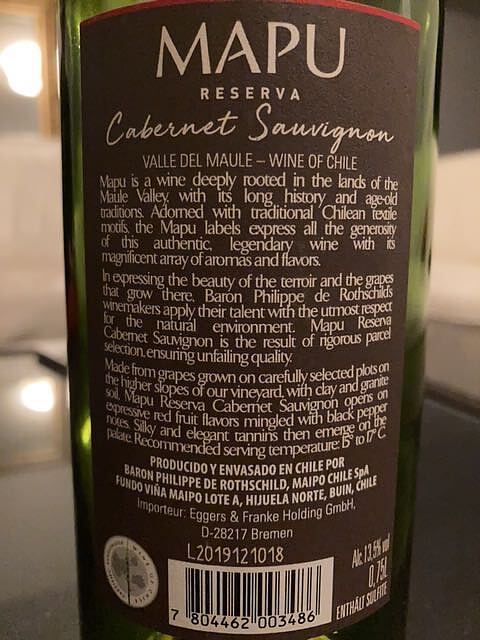 MAPU
RESERVA
Cabernet Sauvignon
VALLE DEL MAULE – WINE OF CHILE
Mapu is a wine deeply rooted in the lands of the
Maule Valley, with its long history and age-old
traditions. Adorned with traditional Chilean textile
motifs, the Mapu labels express all the generosity
of this authentic, legendary wine with its
magnificent array of aromas and flavors.
In expressing the beauty of the terroir and the grapes
that grow there, Baron Philippe de Rothschild's
winemakers apply their talent with the utmost respect
for the natural environment. Mapu Reserva
Cabernet Sauvignon is the result of rigorous parcel
selection, ensuring unfailing quality.
Made from grapes grown on carefully selected plots on
the higher slopes of our vineyard, with clay and granite
soil, Mapu Reserva Cabernet Sauvignon opens on
expressive red fruit flavors mingled with black pepper
notes. Silky and elegant tannins then emerge on the
palate. Recommended serving temperature: 15° to 17° C.
PRODUCIDO Y ENVASADO EN CHILE POR
BARON PHILIPPE DE ROTHSCHILD, MAIPO CHILE SpA
FUNDO VIÑA MAIPO LOTE A, HIJUELA NORTE, BUIN, CHILE
Importeur: Eggers & Franke Holding GmbH,
D-28217 Bremen
L2019121018
Alc. 13,5% vol
0,75L
ENTHÄLT SULFITE
7 804462 003486